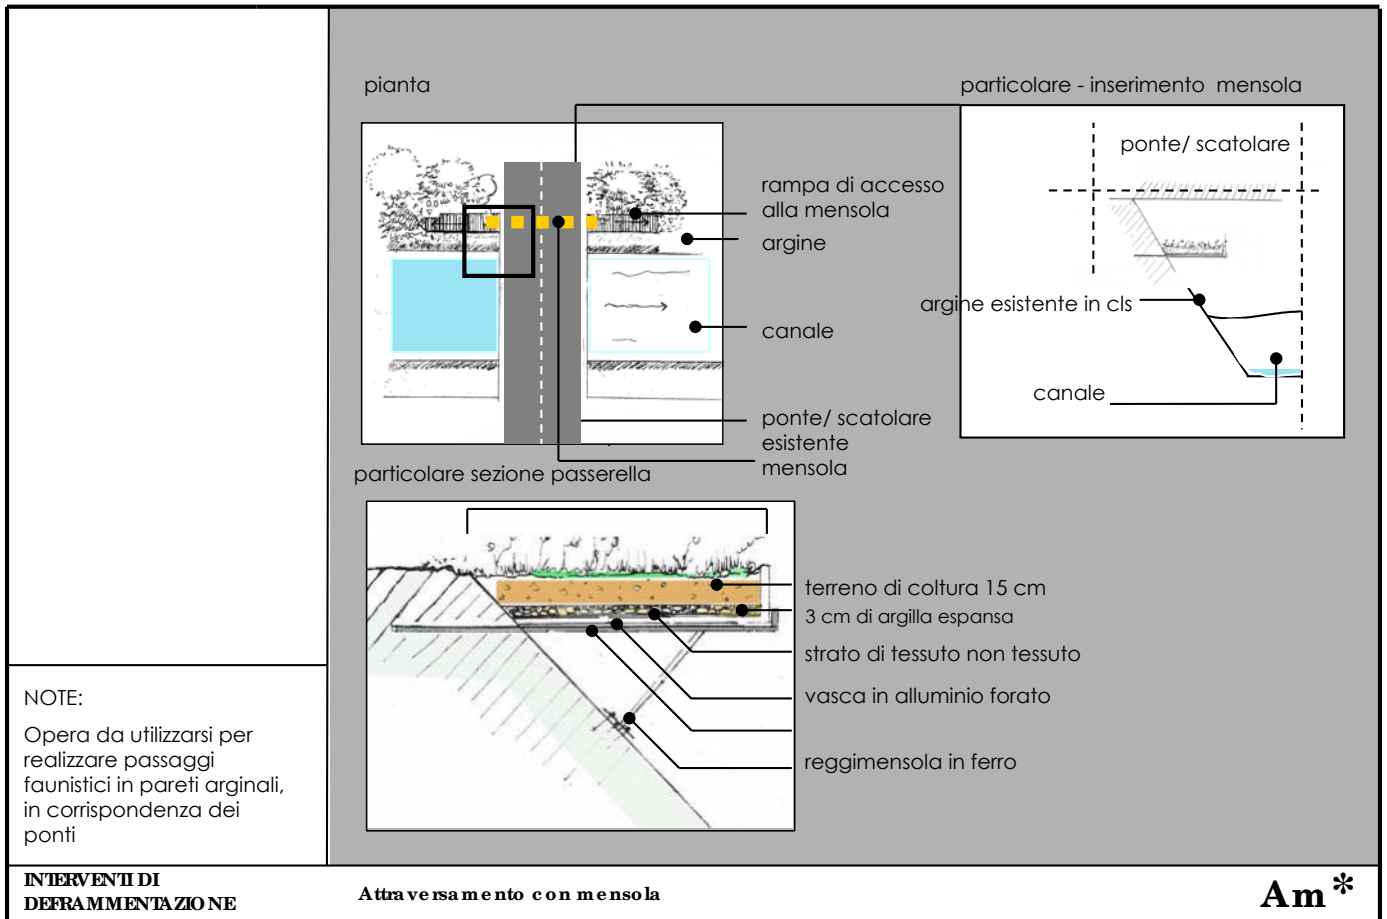 pianta
particolare - inserimento mensola
ponte/ scatolare
rampa di accesso
alla mensola
argine
argine esistente in cls
canale
canale
ponte/ scatolare
esistente
mensola
particolare sezione passerella
terreno di coltura 15 cm
3 cm di argilla espansa
strato di tessuto non tessuto
vasca in alluminio forato
reggimensola in ferro
NOTE:
Opera da utilizzarsi per
realizzare passaggi
faunistici in pareti arginali,
in corrispondenza dei
ponti
INTERVENTI DI
DEFRAMMENTAZIONE
Attraversamento con mensola
Am*